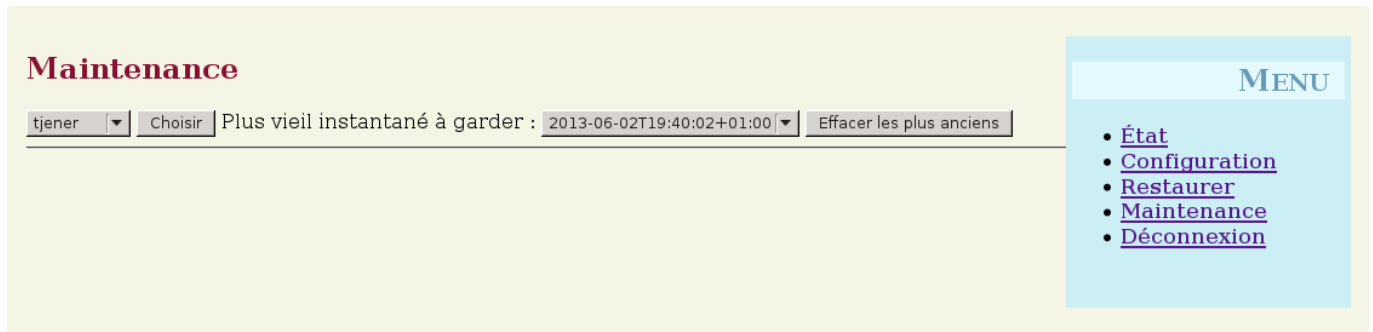 Maintenance
tjener Choisir Plus vieil instantané à garder : 2013-06-02T19:40:02+01:00 Effacer les plus anciens
MENU
État
Configuration
Restaurer
Maintenance
Déconnexion